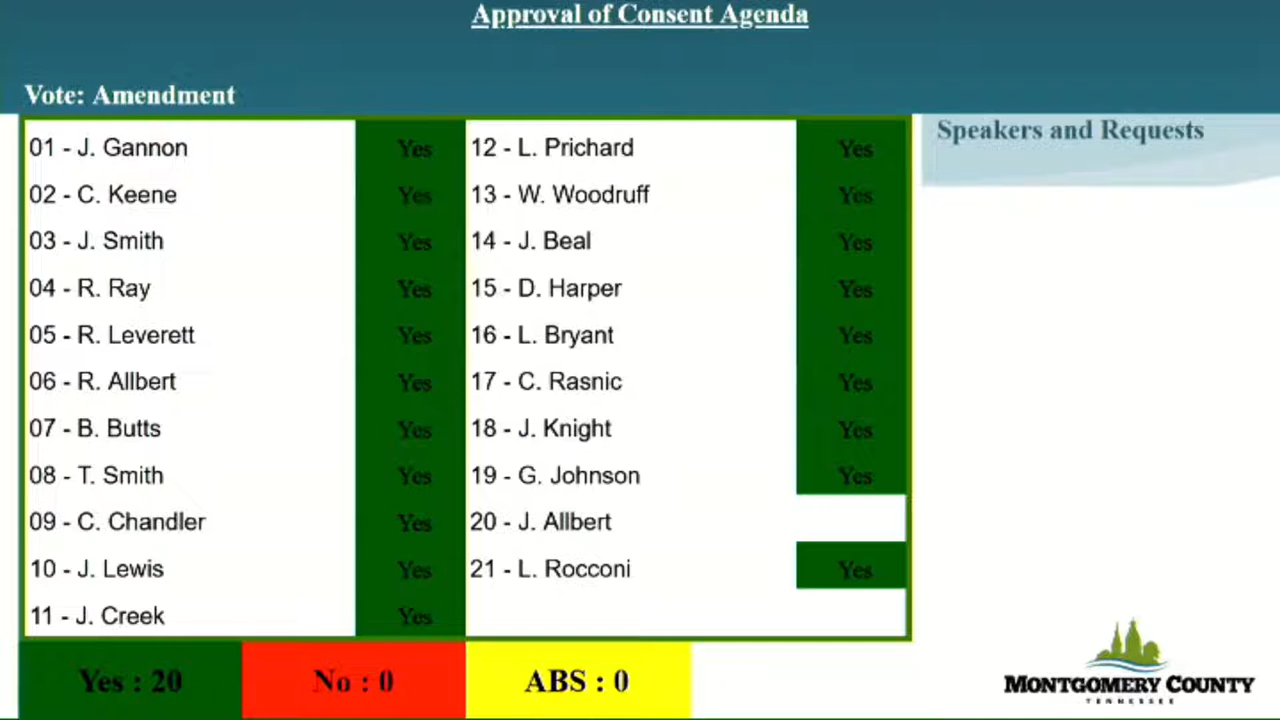 Approval of Consent Agenda
Vote: Amendment
Speakers and Requests
01 - J. Gannon Yes 12 - L. Prichard Yes
02 - C. Keene Yes 13 - W. Woodruff Yes
03 - J. Smith Yes 14 - J. Beal Yes
04 - R. Ray Yes 15 - D. Harper Yes
05 - R. Leverett Yes 16 - L. Bryant Yes
06 - R. Allbert Yes 17 - C. Rasnic Yes
07 - B. Butts Yes 18 - J. Knight Yes
08 - T. Smith Yes 19 - G. Johnson Yes
09 - C. Chandler Yes 20 - J. Allbert
10 - J. Lewis Yes 21 - L. Rocconi Yes
11 - J. Creek Yes
Yes : 20 No : 0 ABS : 0
MONTGOMERY COUNTY
TENNESSEE